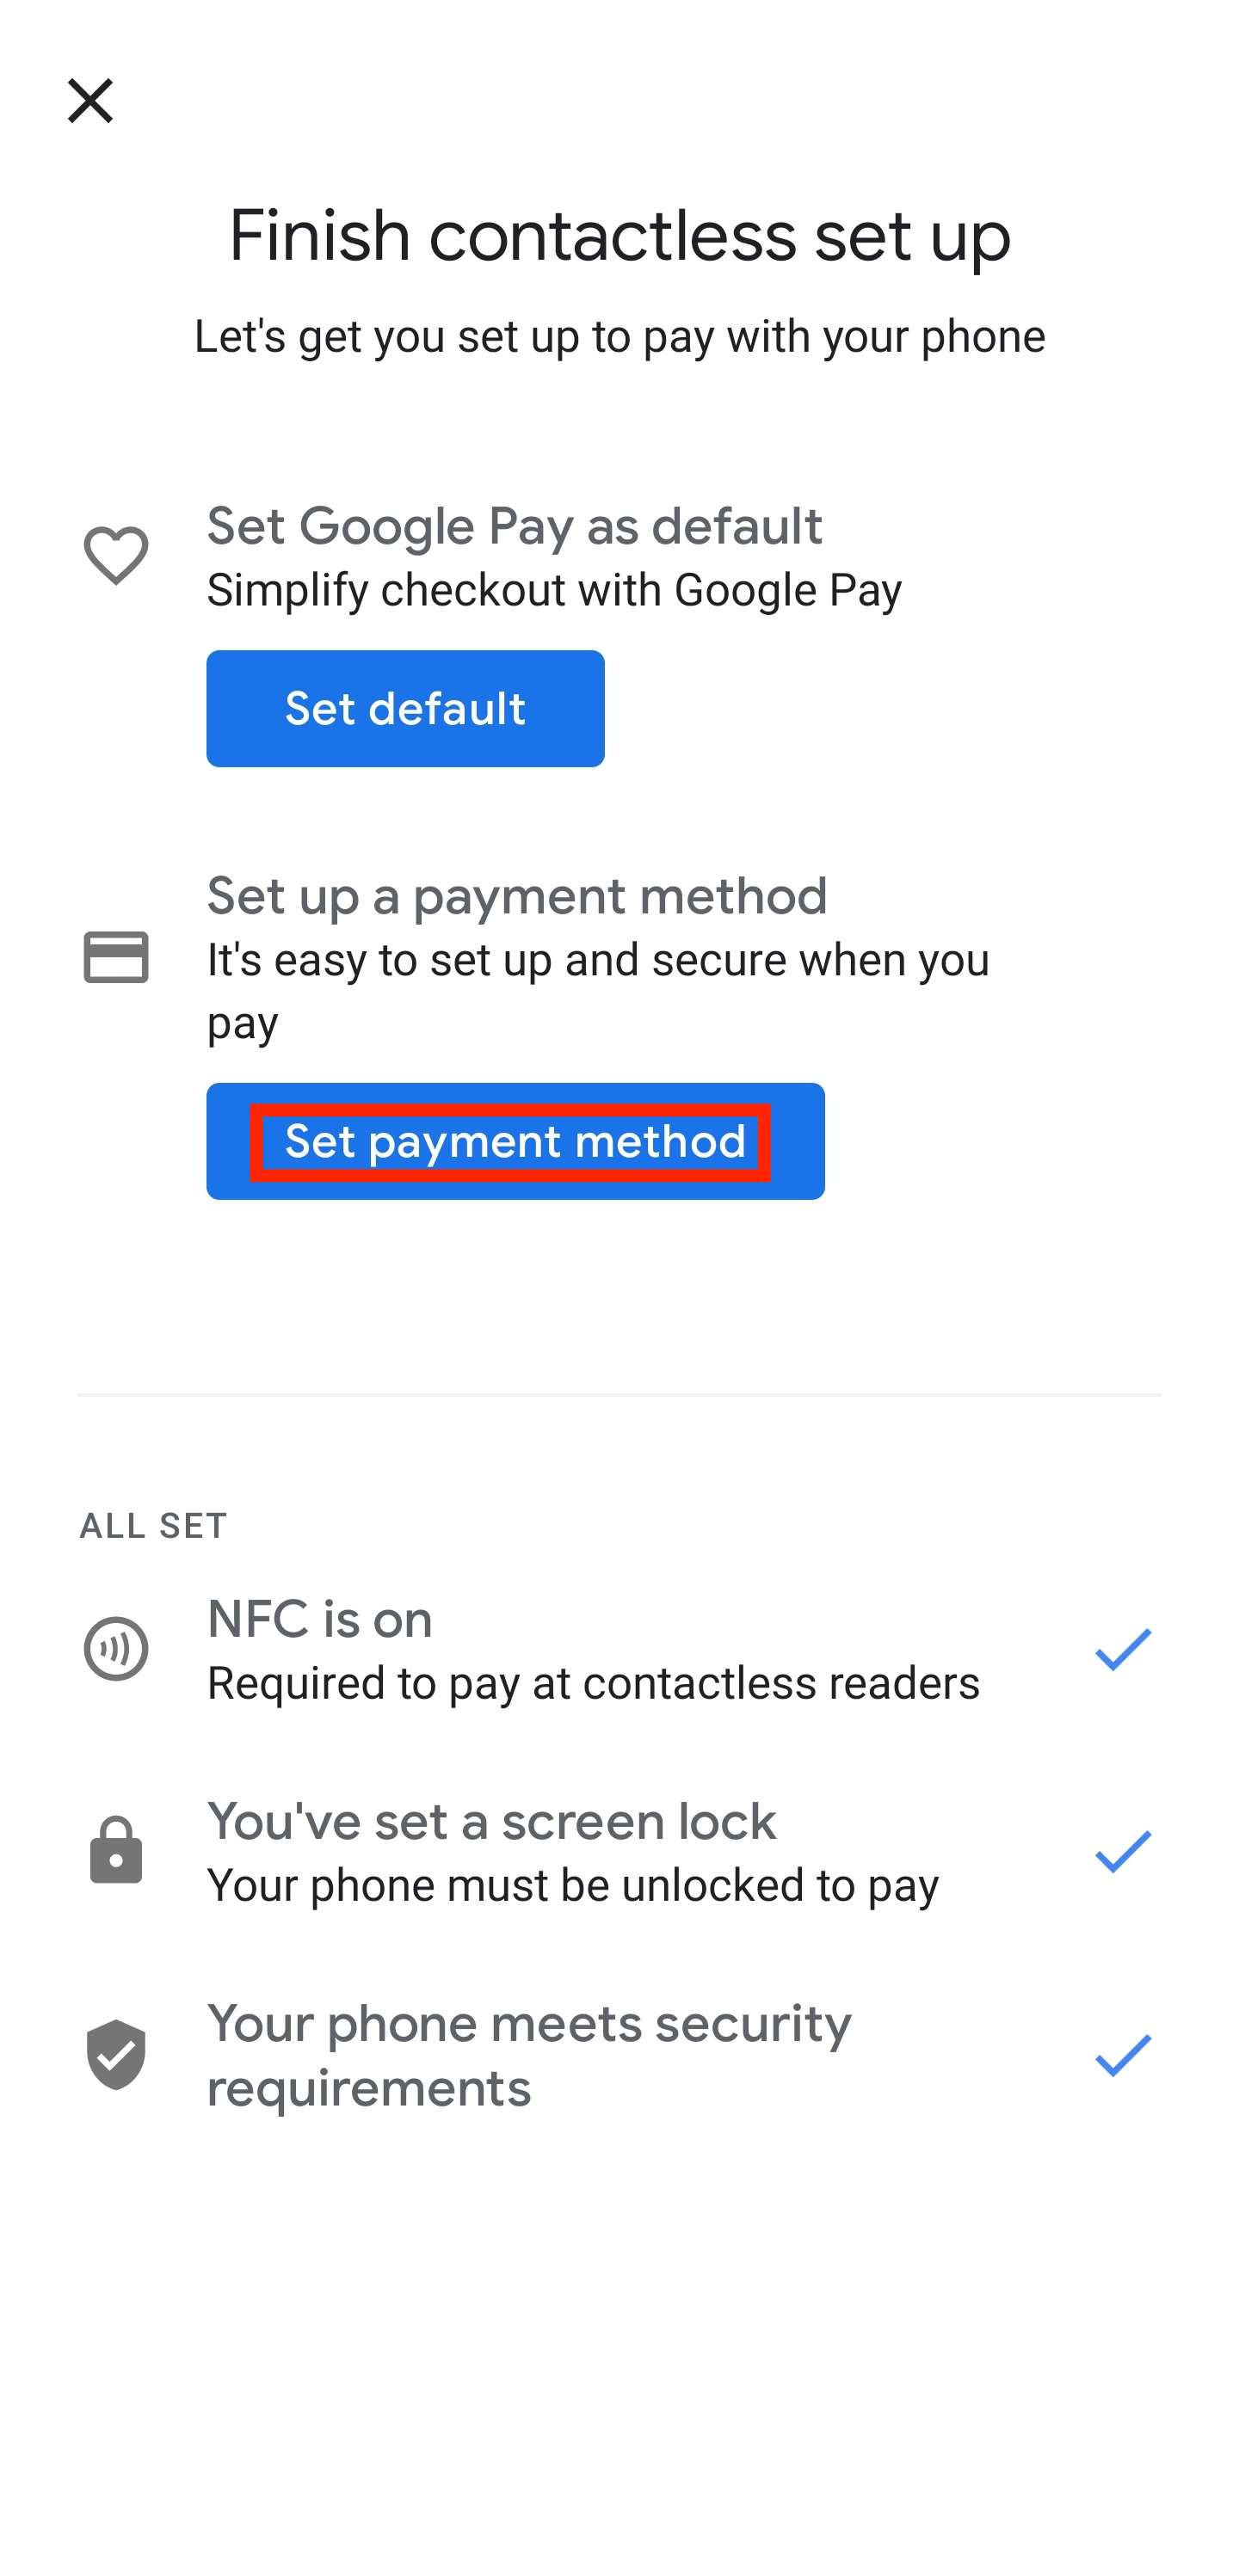 Finish contactless set up
Let's get you set up to pay with your phone
Set Google Pay as default
Simplify checkout with Google Pay
Set default
Set up a payment method
It's easy to set up and secure when you
pay
Set payment method
ALL SET
NFC is on
Required to pay at contactless readers
You've set a screen lock
Your phone must be unlocked to pay
Your phone meets security
requirements